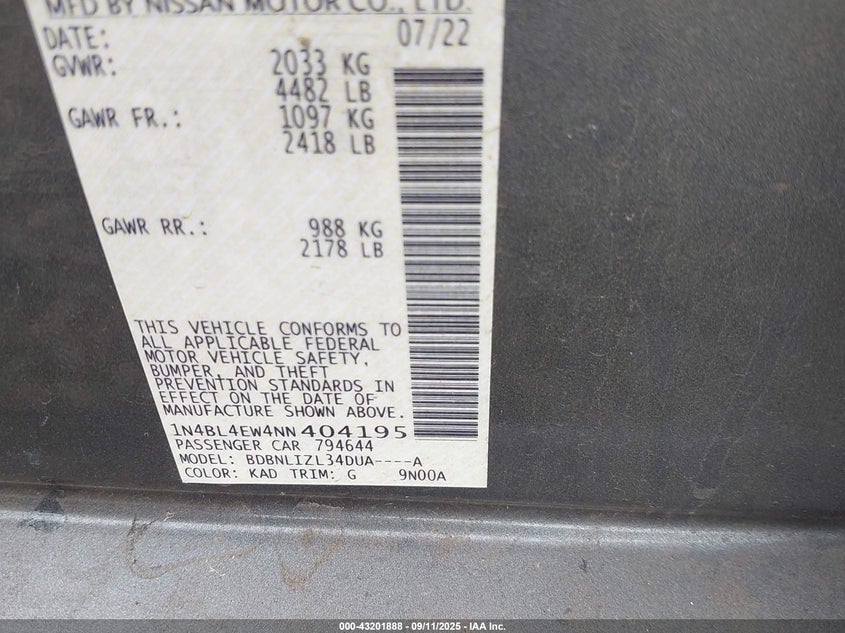 MFD BY NISSAN MOTOR CO., LTD.
DATE: 07/22
GVWR: 2033 KG
4482 LB
GAWR FR.: 1097 KG
2418 LB
GAWR RR.: 988 KG
2178 LB
THIS VEHICLE CONFORMS TO
ALL APPLICABLE FEDERAL
MOTOR VEHICLE SAFETY,
BUMPER, AND THEFT
PREVENTION STANDARDS IN
EFFECT ON THE DATE OF
MANUFACTURE SHOWN ABOVE.
1N4BL4EW4NN404195
PASSENGER CAR 794644
MODEL: BDBNLIZL34DUA----A
COLOR: KAD TRIM: G 9N00A
000-43201888 - 09/11/2025 - IAA Inc.